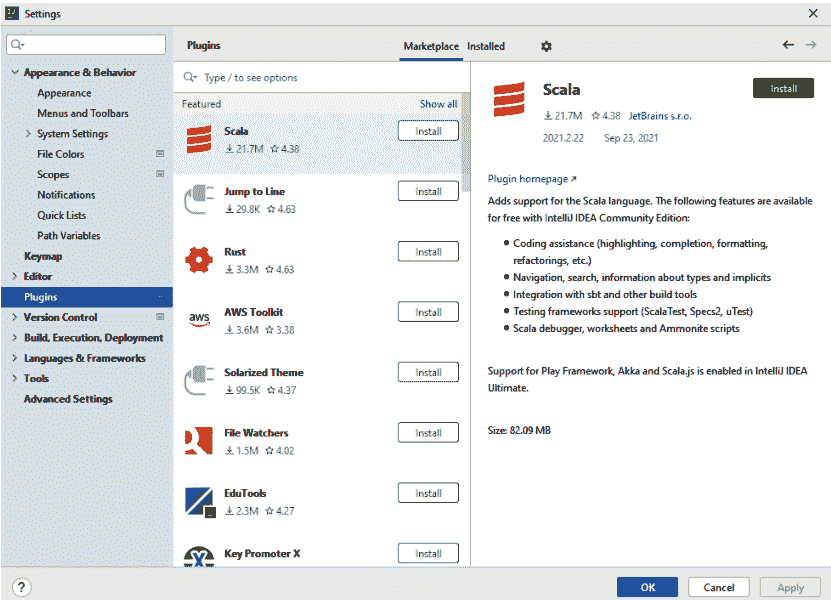 Settings
Plugins
Marketplace Installed
Type / to see options
Appearance & Behavior
Appearance
Menus and Toolbars
System Settings
File Colors
Scopes
Notifications
Quick Lists
Path Variables
Keymap
Editor
Plugins
Version Control
Build, Execution, Deployment
Languages & Frameworks
Tools
Advanced Settings
Featured Show all
Scala Install
21.7M 4.38
Jump to Line Install
29.8K 4.63
Rust Install
3.3M 4.63
aws
AWS Toolkit Install
3.6M 3.38
Solarized Theme Install
99.5K 4.37
File Watchers Install
1.5M 4.02
EduTools Install
2.3M 4.27
Key Promoter X Install
Scala Install
21.7M 4.38 JetBrains s.r.o.
2021.2.22 Sep 23, 2021
Plugin homepage ↗
Adds support for the Scala language. The following features are available
for free with IntelliJ IDEA Community Edition:
• Coding assistance (highlighting, completion, formatting,
refactorings, etc.)
• Navigation, search, information about types and implicits
• Integration with sbt and other build tools
• Testing frameworks support (ScalaTest, Specs2, uTest)
• Scala debugger, worksheets and Ammonite scripts
Support for Play Framework, Akka and Scala.js is enabled in IntelliJ IDEA
Ultimate.
Size: 82.09 MB
?
OK Cancel Apply